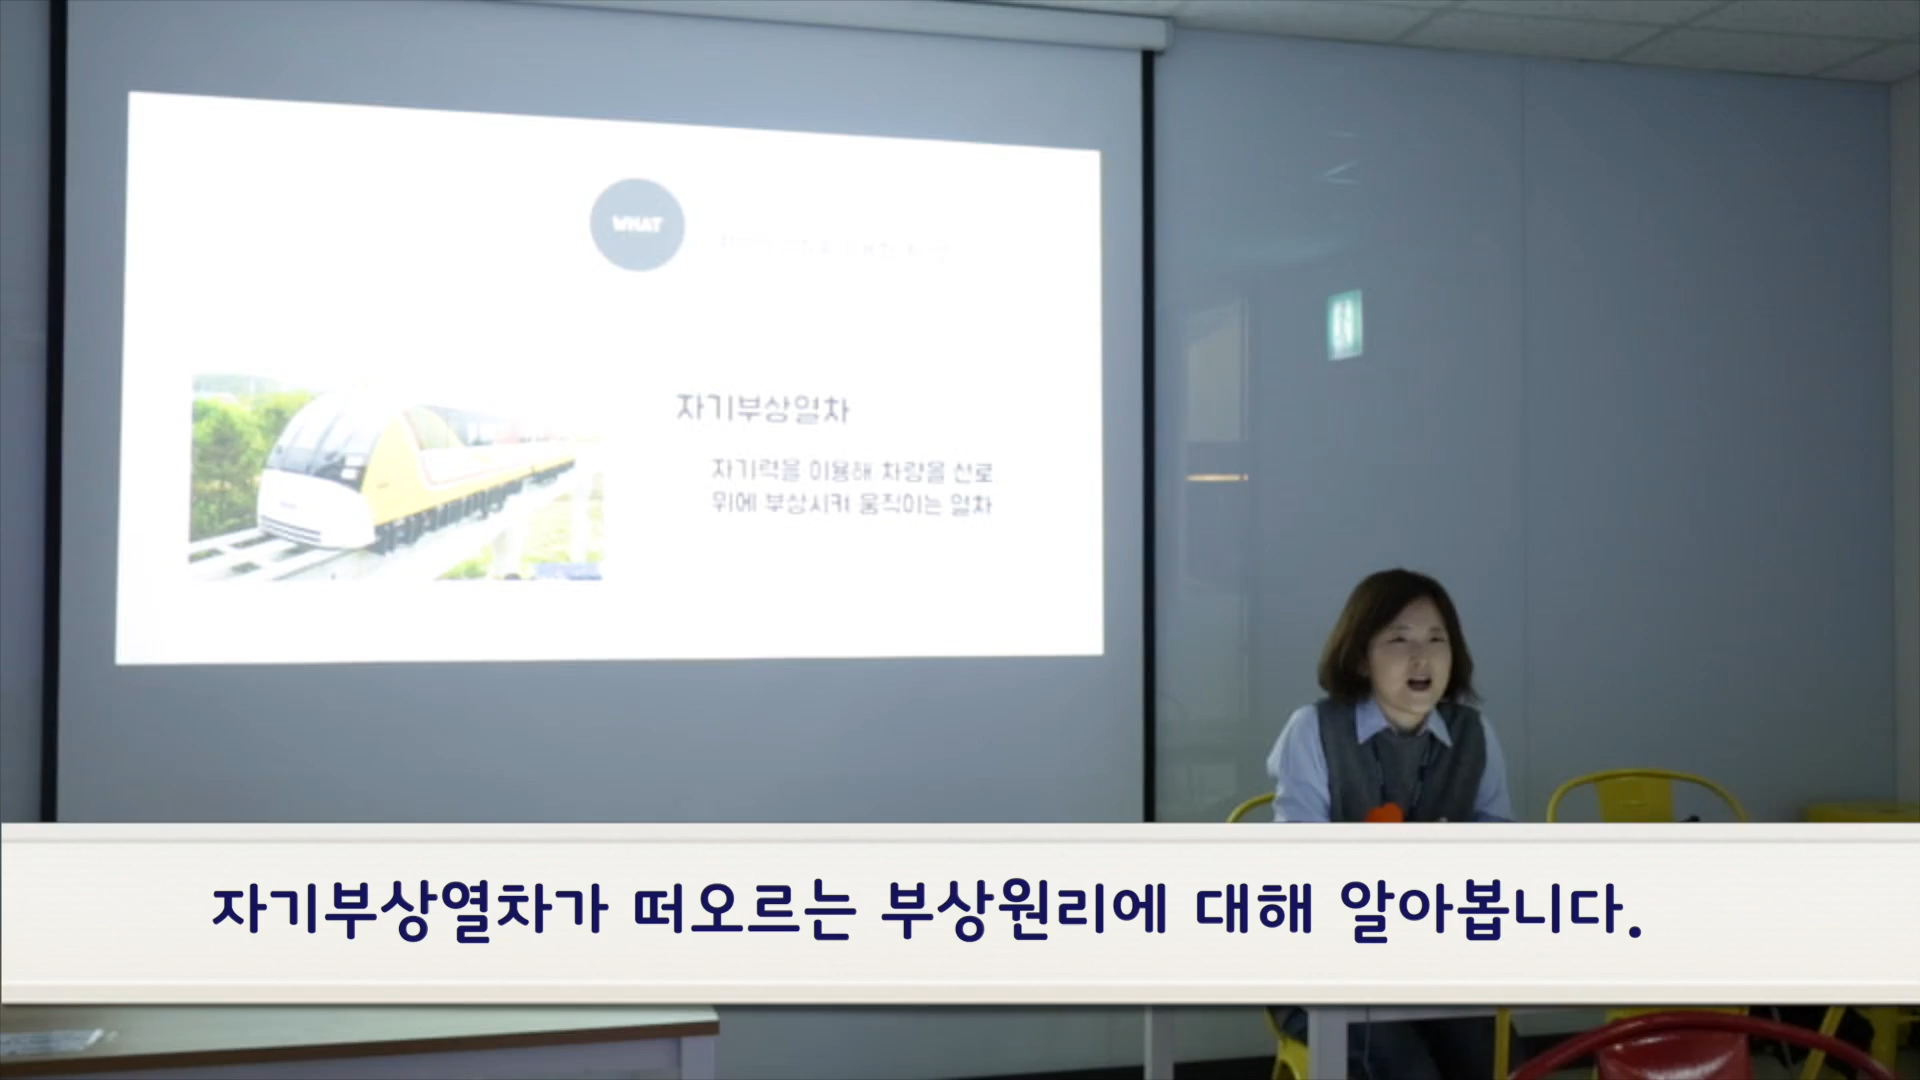 WHAT
자기부상열차
자기력을 이용해 차량을 선로
위에 부상시켜 움직이는 열차
자기부상열차가 떠오르는 부상원리에 대해 알아봅니다.